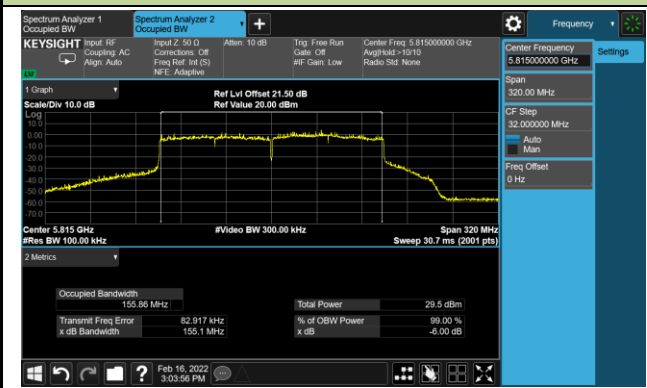 Spectrum Analyzer 1
Occupied BW
Spectrum Analyzer 2
Occupied BW
Frequency
KEYSIGHT
Input: RF
Coupling: AC
Align: Auto
Input Z: 50 Ω
Corrections: Off
Freq Ref: Int (S)
NFE: Adaptive
Atten: 10 dB
Trig: Free Run
Gate: Off
#IF Gain: Low
Center Freq: 5.815000000 GHz
Avg|Hold:>10/10
Radio Std: None
Center Frequency
5.815000000 GHz
Settings
Span
320.00 MHz
CF Step
32.000000 MHz
Auto
Man
Freq Offset
0 Hz
1 Graph
Scale/Div 10.0 dB
Ref Lvl Offset 21.50 dB
Ref Value 20.00 dBm
Log
10.0
0.00
-10.0
-20.0
-30.0
-40.0
-50.0
-60.0
-70.0
Center 5.815 GHz
#Video BW 300.00 kHz
Span 320 MHz
#Res BW 100.00 kHz
Sweep 30.7 ms (2001 pts)
2 Metrics
Occupied Bandwidth
155.86 MHz
Total Power 29.5 dBm
Transmit Freq Error 82.917 kHz
% of OBW Power 99.00 %
x dB Bandwidth 155.1 MHz
x dB -6.00 dB
Feb 16, 2022
3:03:56 PM